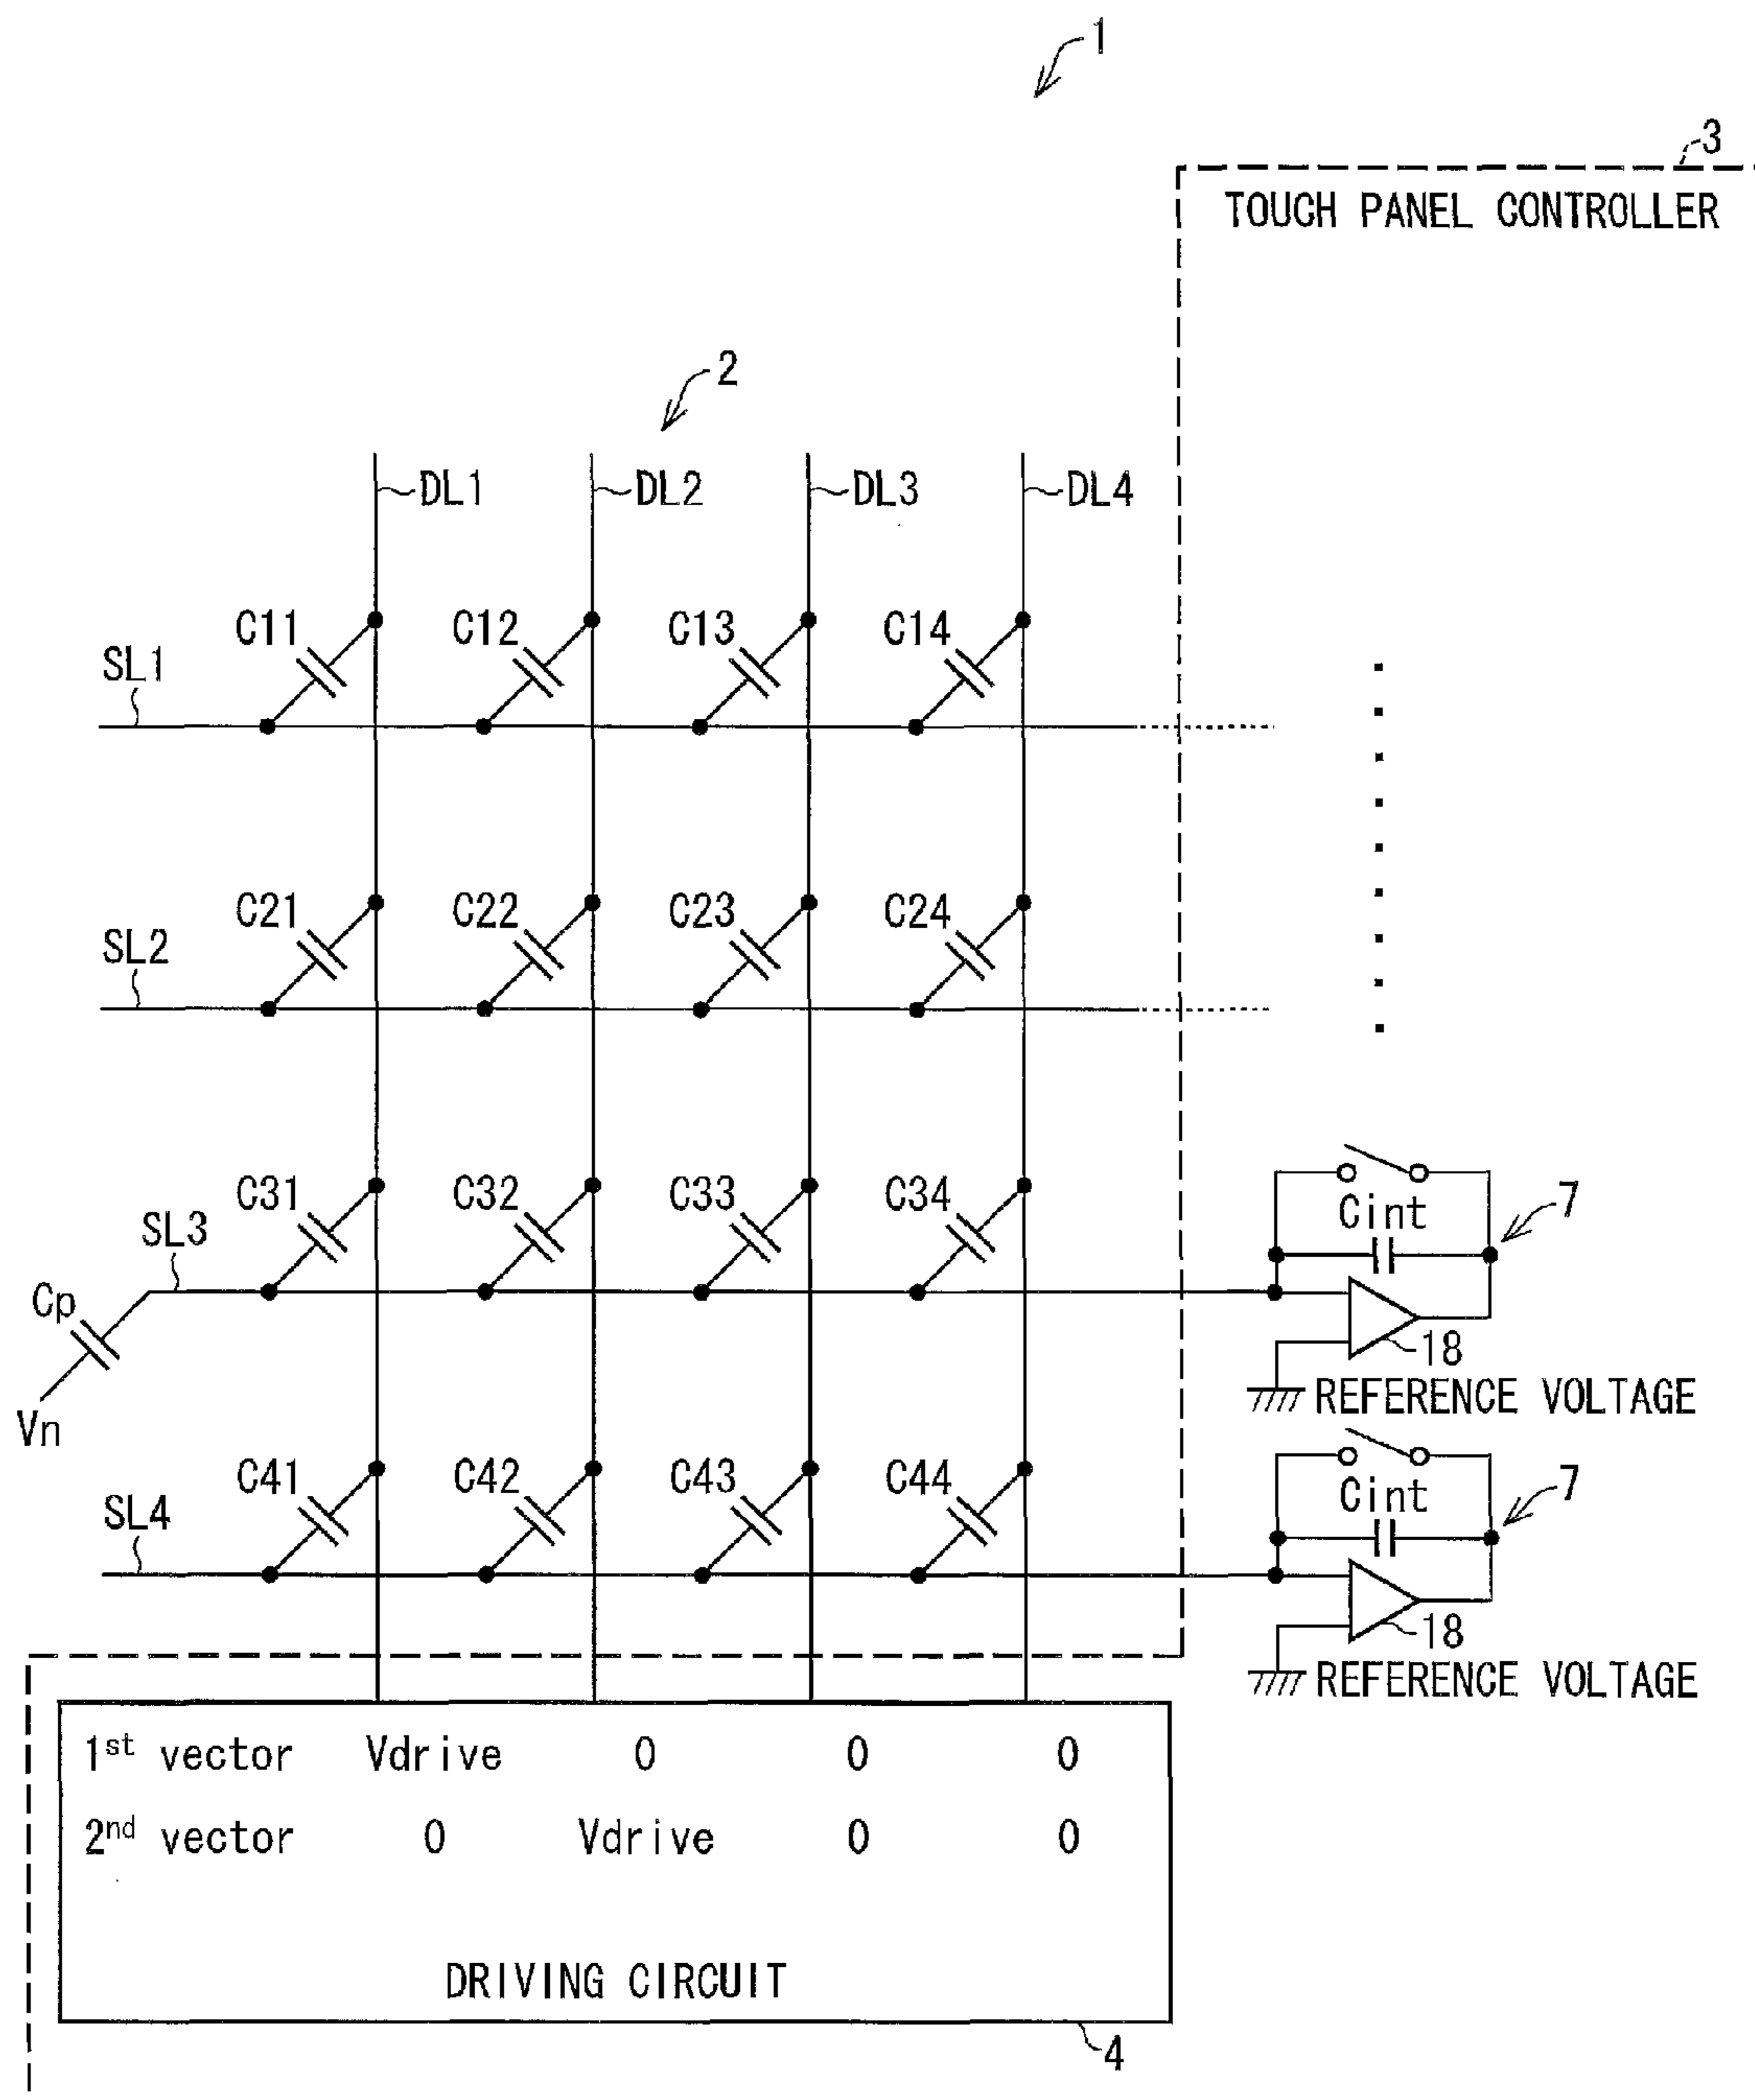 1
3
TOUCH PANEL CONTROLLER
2
DL1 DL2 DL3 DL4
C11 C12 C13 C14
SL1
C21 C22 C23 C24
SL2
C31 C32 C33 C34
SL3
Cint
7
Cp
18
REFERENCE VOLTAGE
Vn
C41 C42 C43 C44
SL4
Cint
7
18
REFERENCE VOLTAGE
1st vector Vdrive 0 0 0
2nd vector 0 Vdrive 0 0
DRIVING CIRCUIT
4